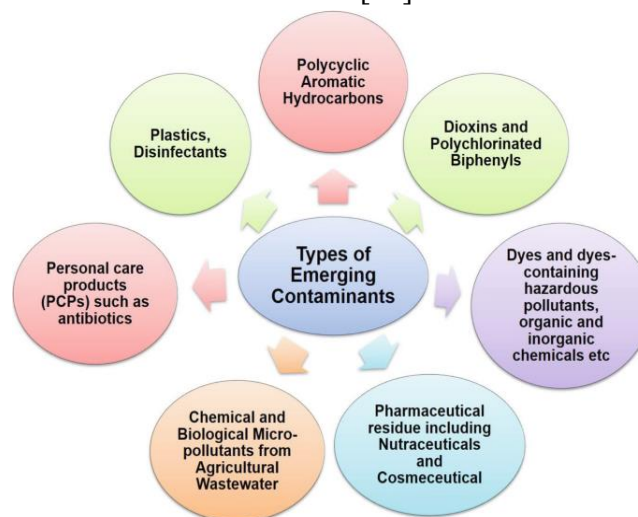 Polycyclic
Aromatic
Hydrocarbons
Dioxins and
Polychlorinated
Biphenyls
Dyes and dyes-
containing
hazardous
pollutants,
organic and
inorganic
chemicals etc
Pharmaceutical
residue including
Nutraceuticals
and
Cosmeceutical
Chemical and
Biological Micro-
pollutants from
Agricultural
Wastewater
Personal care
products
(PCPs) such as
antibiotics
Plastics,
Disinfectants
Types of
Emerging
Contaminants